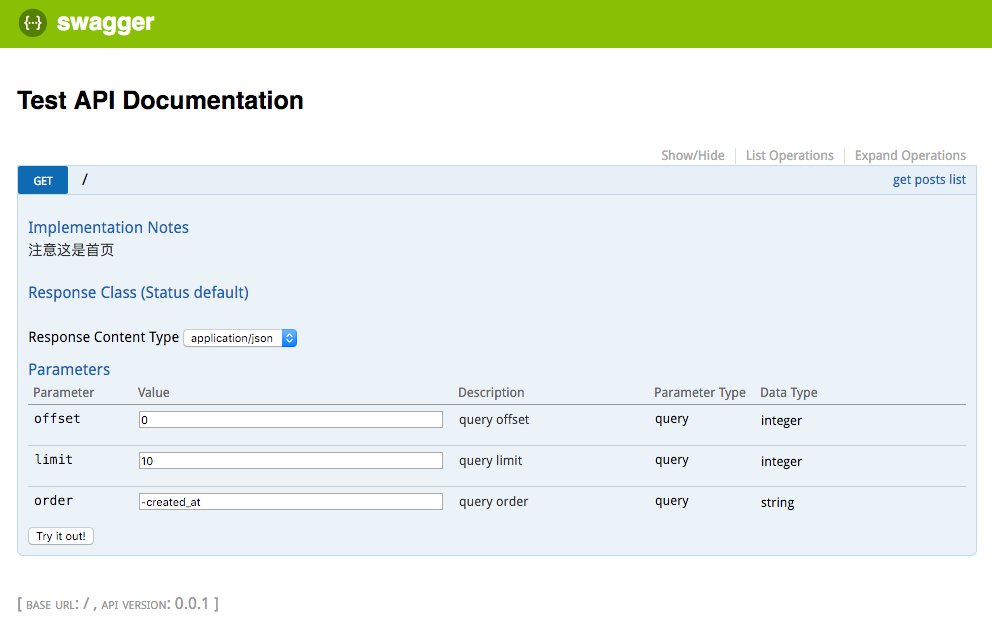 {···} swagger
Test API Documentation
Show/Hide List Operations Expand Operations
GET / get posts list
Implementation Notes
注意这是首页
Response Class (Status default)
Response Content Type application/json
Parameters
Parameter Value Description Parameter Type Data Type
offset 0 query offset query integer
limit 10 query limit query integer
order -created_at query order query string
Try it out!
[ BASE URL: / , API VERSION: 0.0.1 ]